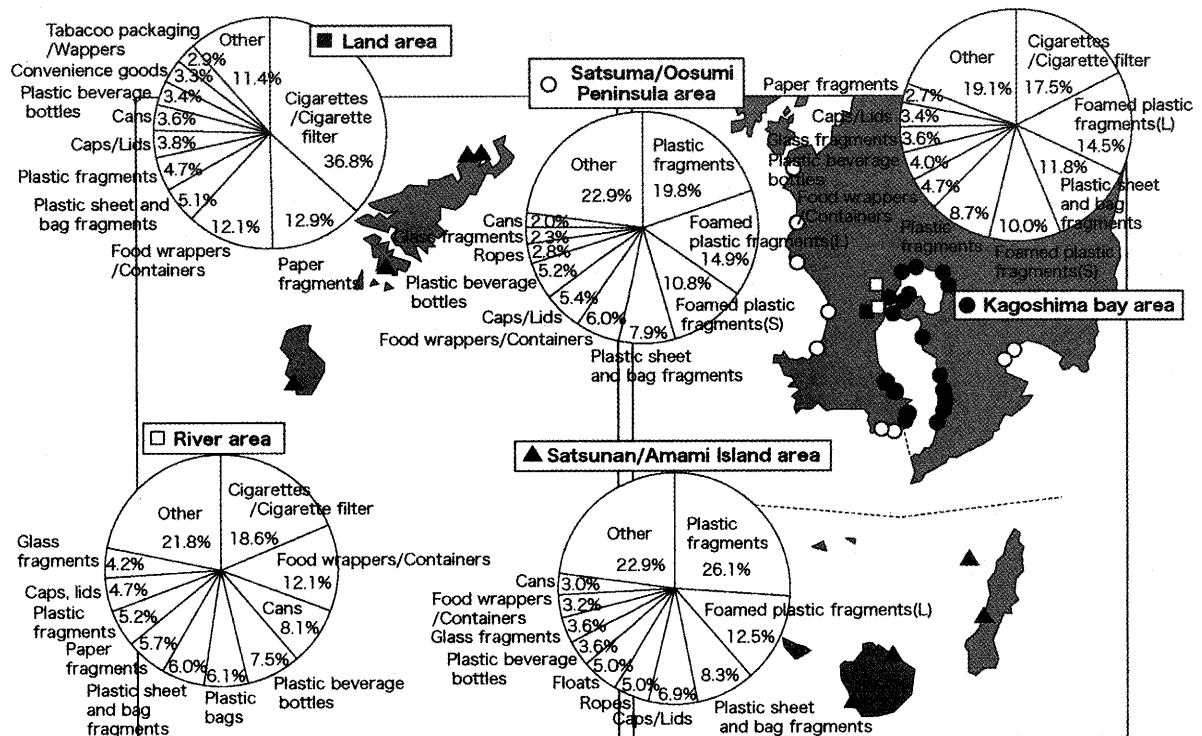 Land area
Tabacoo packaging
/Wappers
Other
2.9%
11.4%
Convenience goods
3.3%
Plastic beverage
bottles
3.4%
Cans
3.6%
Caps/Lids
3.8%
Plastic fragments
4.7%
Plastic sheet and
bag fragments
5.1%
Food wrappers
/Containers
12.1%
Paper
fragments
12.9%
Cigarettes
/Cigarette
filter
36.8%
Satsuma/Oosumi
Peninsula area
Other
22.9%
Plastic
fragments
19.8%
Foamed
plastic fragments(L)
14.9%
10.8%
Foamed plastic
fragments(S)
7.9%
Plastic sheet
and bag fragments
6.0%
Food wrappers/Containers
5.4%
Caps/Lids
5.2%
Plastic beverage
bottles
2.8%
Ropes
2.3%
Glass fragments
2.0%
Cans
Other
19.1%
Cigarettes
/Cigarette filter
17.5%
Foamed plastic
fragments(L)
14.5%
11.8%
Plastic sheet
and bag
fragments
10.0%
Foamed plastic
fragments(S)
8.7%
Plastic
fragments
4.7%
Food wrappers
/Containers
4.0%
Plastic beverage
bottles
3.6%
Glass fragments
3.4%
Caps/Lids
2.7%
Paper fragments
Kagoshima bay area
River area
Other
21.8%
Cigarettes
/Cigarette filter
18.6%
Food wrappers/Containers
12.1%
Cans
8.1%
7.5%
Plastic beverage
bottles
6.1%
Plastic
bags
6.0%
Plastic sheet
and bag
fragments
5.7%
Paper
fragments
5.2%
Plastic
fragments
4.7%
Caps, lids
4.2%
Glass
fragments
Satsunan/Amami Island area
Other
22.9%
Plastic
fragments
26.1%
Foamed plastic fragments(L)
12.5%
8.3%
Plastic sheet
and bag fragments
6.9%
Caps/Lids
5.0%
Ropes
5.0%
Floats
3.6%
Plastic beverage
bottles
3.6%
Glass fragments
3.2%
Food wrappers
/Containers
3.0%
Cans